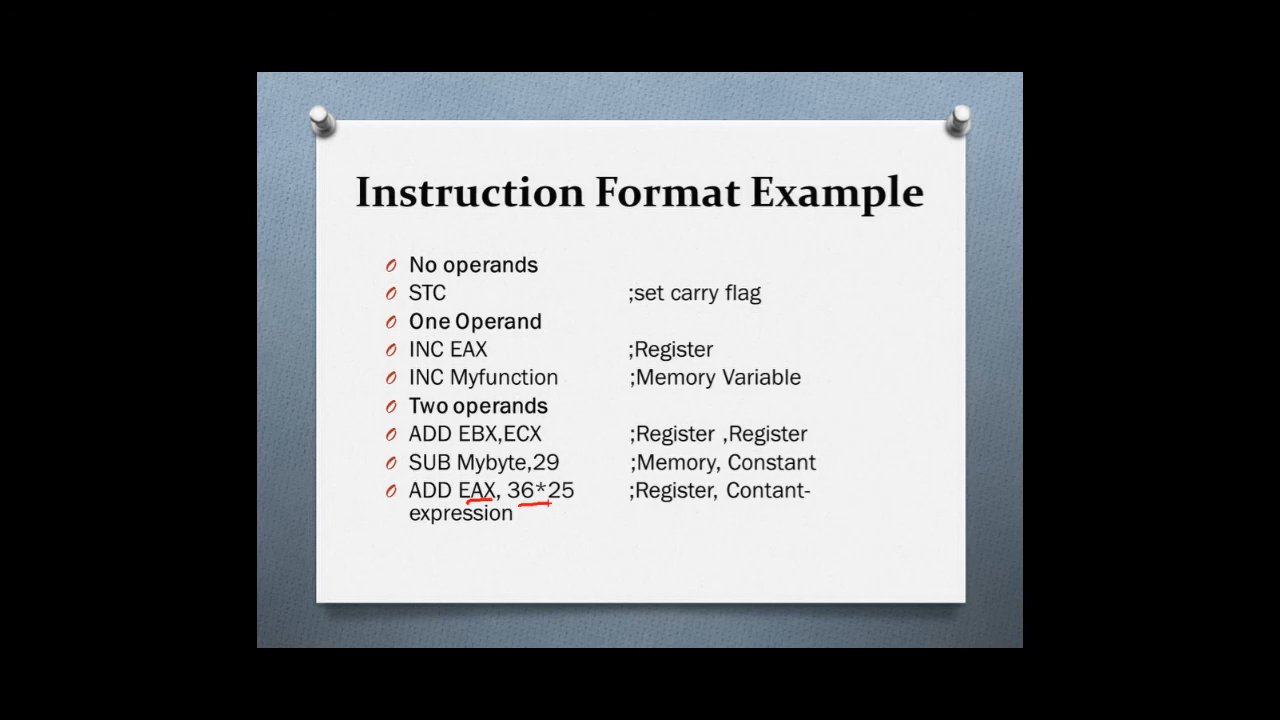 Instruction Format Example
No operands
STC ;set carry flag
One Operand
INC EAX ;Register
INC Myfunction ;Memory Variable
Two operands
ADD EBX,ECX ;Register ,Register
SUB Mybyte,29 ;Memory, Constant
ADD EAX, 36*25 ;Register, Contant-
expression